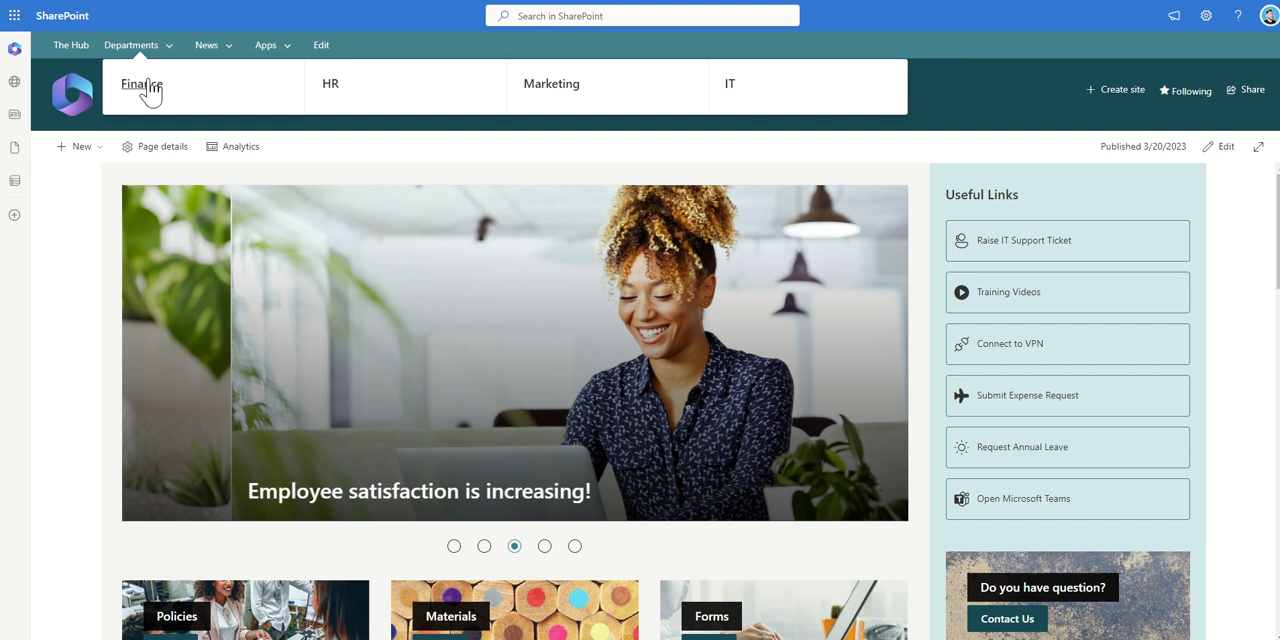 SharePoint
Search in SharePoint
The Hub
Departments
News
Apps
Edit
Finance
HR
Marketing
IT
Create site
Following
Share
New
Page details
Analytics
Published 3/20/2023
Edit
Employee satisfaction is increasing!
Useful Links
Raise IT Support Ticket
Training Videos
Connect to VPN
Submit Expense Request
Request Annual Leave
Open Microsoft Teams
Policies
Materials
Forms
Do you have question?
Contact Us